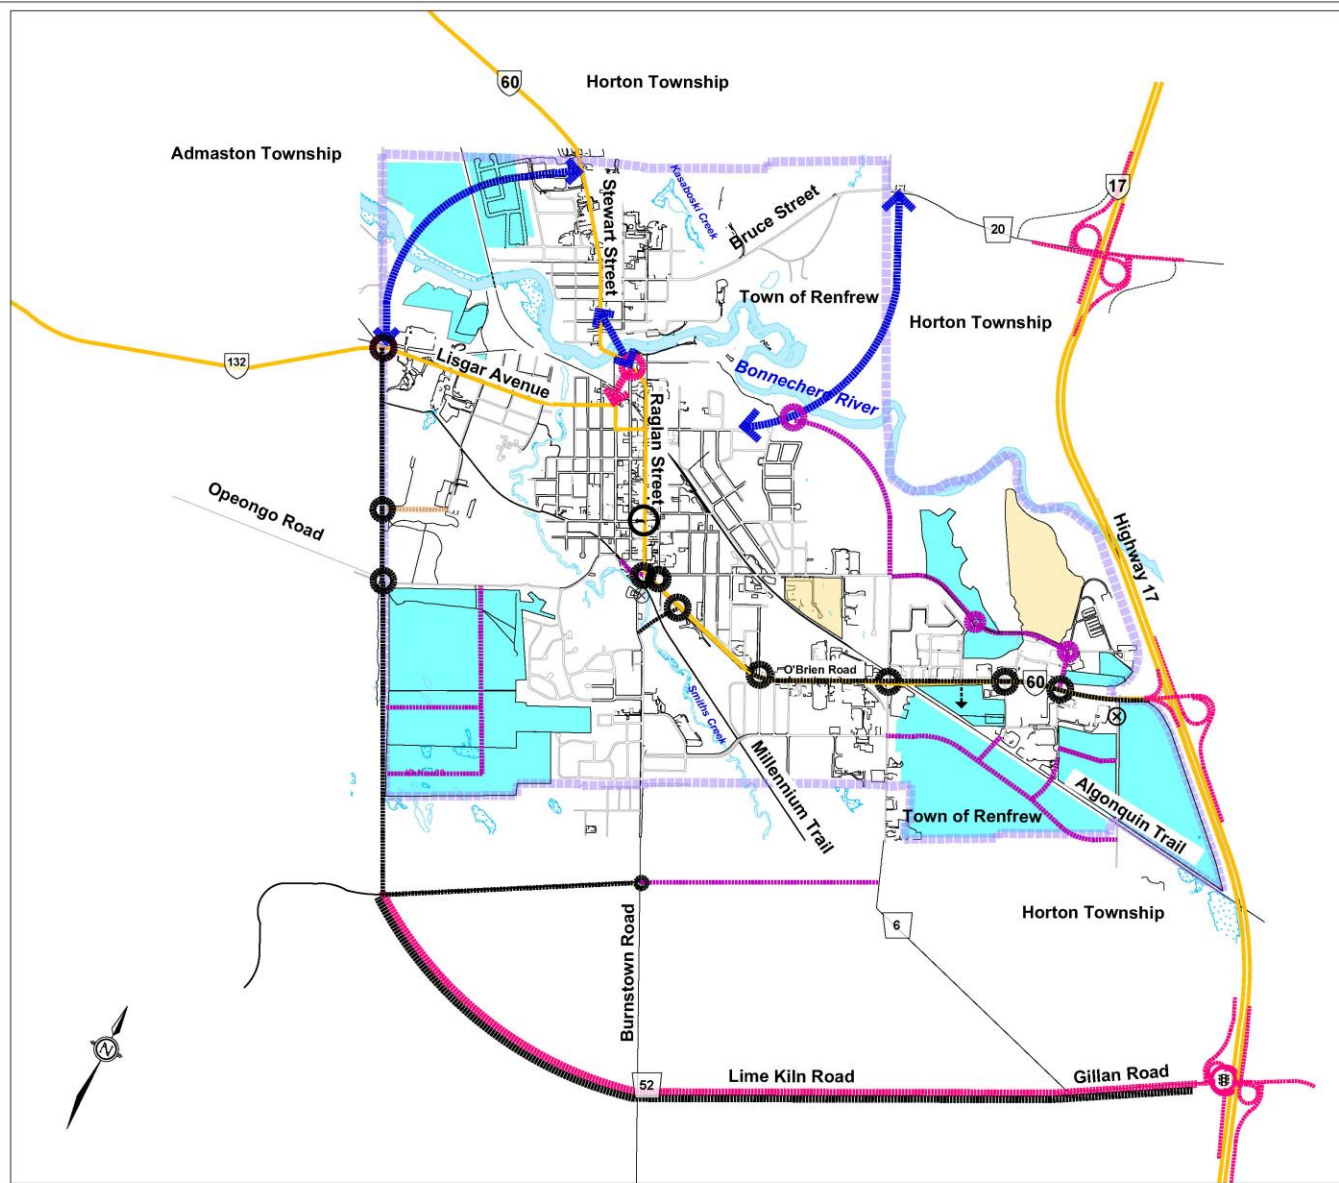 60
Horton Township
Admaston Township
17
Kasaboski Creek
Stewart Street
Bruce Street
20
Town of Renfrew
Horton Township
132
Lisgar Avenue
Bonnechere River
Raglan Street
Opeongo Road
Highway 17
O'Brien Road
60
Smiths Creek
Millennium Trail
Algonquin Trail
Town of Renfrew
Horton Township
6
Burnstown Road
N
52
Lime Kiln Road
Gillan Road